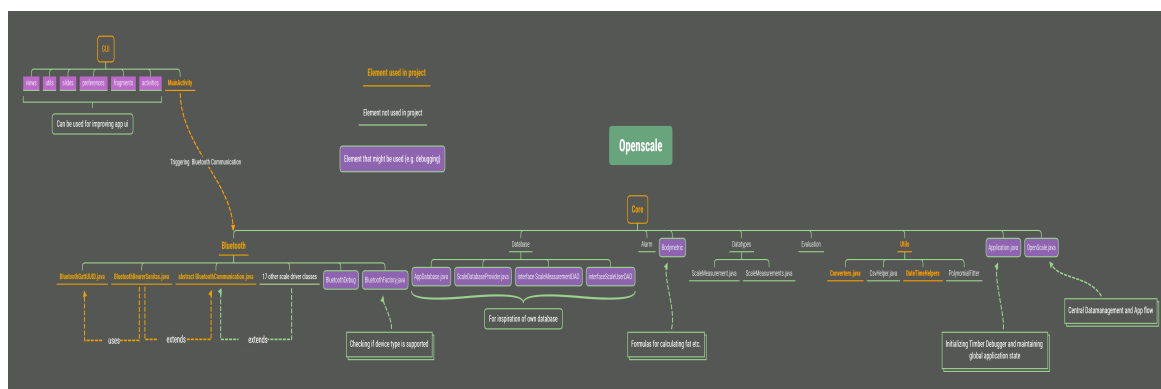 GUI
views
utils
slides
preferences
fragments
activities
MainActivity
Can be used for improving app ui
Element used in project
Element not used in project
Element that might be used (e.g. debugging)
Openscale
Triggering Bluetooth Communication
Core
Bluetooth
Database
Alarm
Bodymetric
Datatypes
Evaluation
Utils
Application.java
OpenScale.java
BluetoothGattUUID.java
BluetoothBeurerSanitas.java
abstract BluetoothCommunication.java
17 other scale driver classes
BluetoothDebug
BluetoothFactory.java
AppDatabase.java
ScaleDatabaseProvider.java
interface ScaleMeasurementDAO
interfaceScaleUserDAO
ScaleMeasurement.java
ScaleMeasurements.java
Converters.java
CsvHelper.java
DateTimeHelpers
PolynomialFitter
uses
extends
extends
Checking if device type is supported
For inspiration of own database
Formulas for calculating fat etc.
Initializing Timber Debugger and maintaining
global application state
Central Datamanagement and App flow